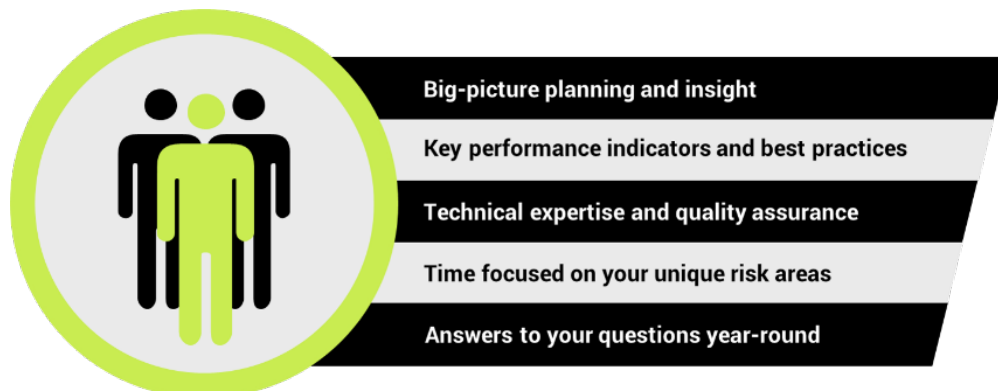 Big-picture planning and insight
Key performance indicators and best practices
Technical expertise and quality assurance
Time focused on your unique risk areas
Answers to your questions year-round